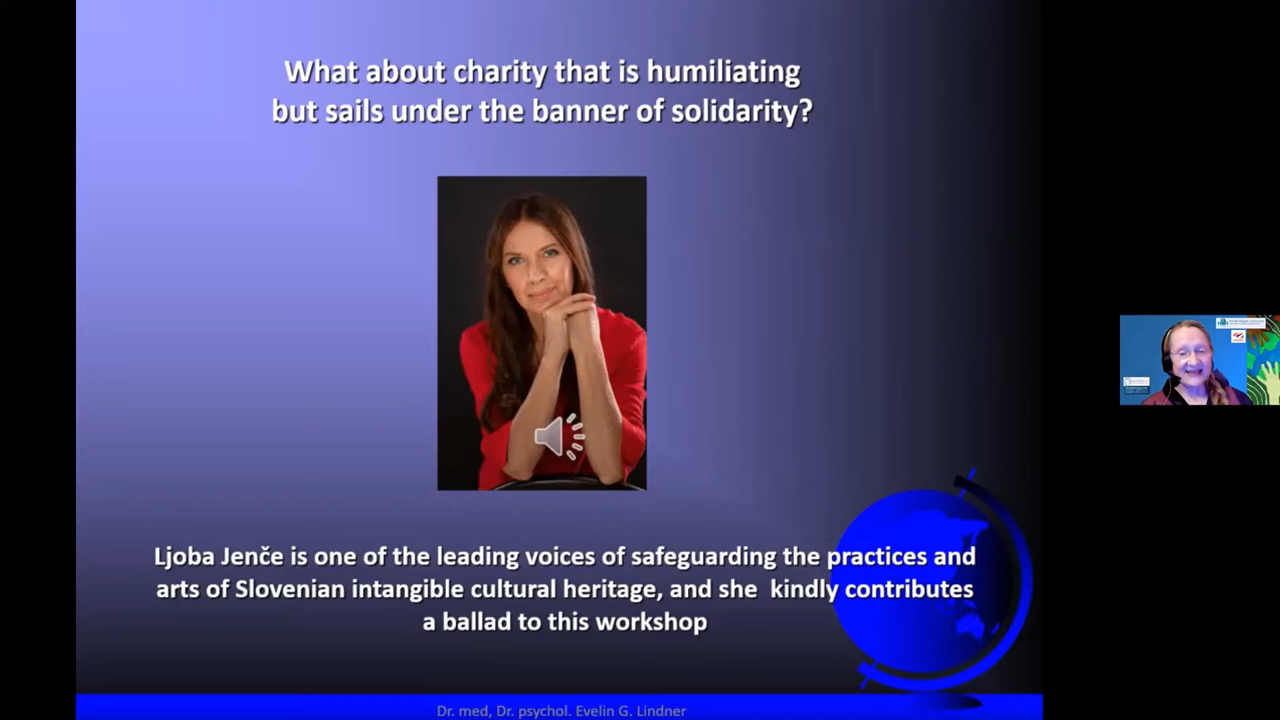 What about charity that is humiliating
but sails under the banner of solidarity?
Ljoba Jenče is one of the leading voices of safeguarding the practices and
arts of Slovenian intangible cultural heritage, and she kindly contributes
a ballad to this workshop
Dr. med, Dr. psychol. Evelin G. Lindner